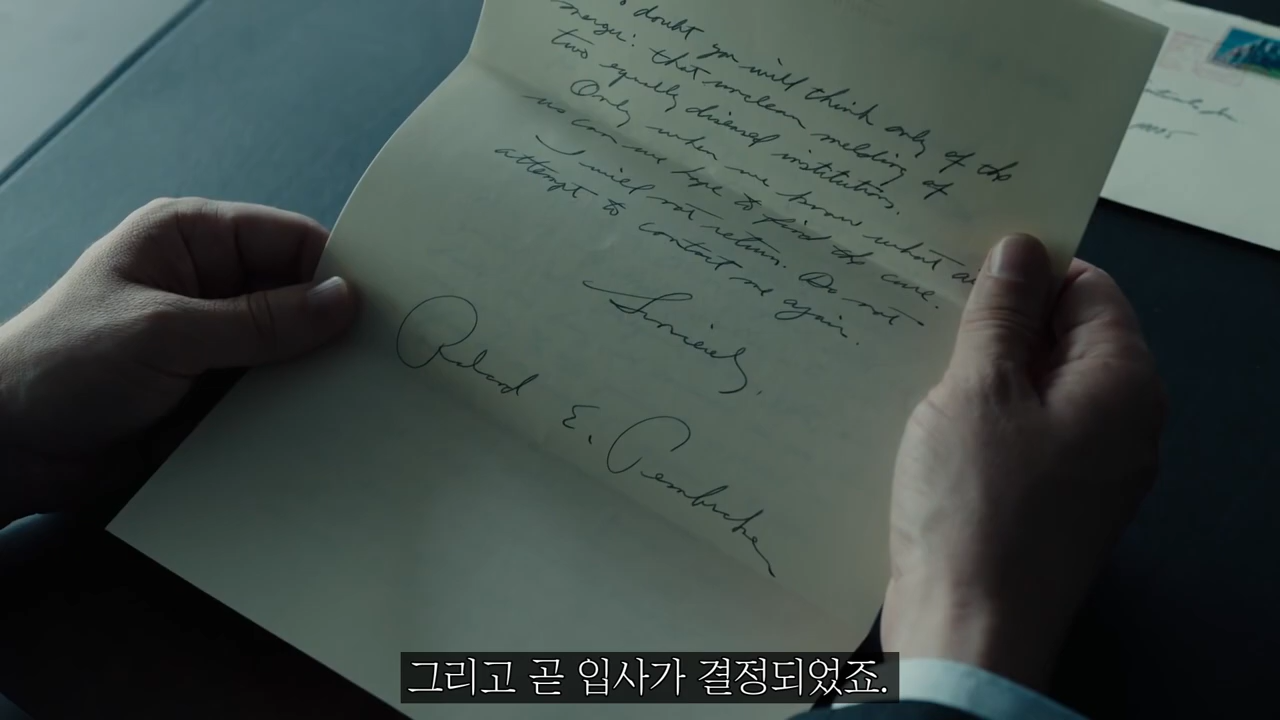 doubt you will think only of the
merger: that unclean melding of
two equally diseased institutions.
Only when we know what
us can we hope to find the cure.
I will not return. Do not
attempt to contact me again.
Sincerely,
Roland E. Pembroke
그리고 곧 입사가 결정되었죠.